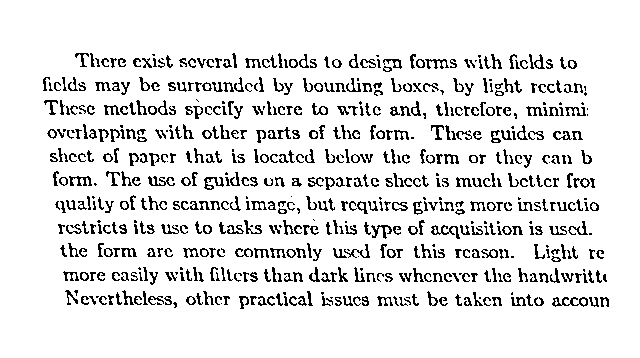 There exist several methods to design forms with fields to
fields may be surrounded by bounding boxes, by light rectan
These methods specify where to write and, therefore, minimi
overlapping with other parts of the form. These guides can
sheet of paper that is located below the form or they can b
form. The use of guides on a separate sheet is much better fro
quality of the scanned image, but requires giving more instructio
restricts its use to tasks where this type of acquisition is used.
the form are more commonly used for this reason. Light re
more easily with filters than dark lines whenever the handwritt
Nevertheless, other practical issues must be taken into accoun